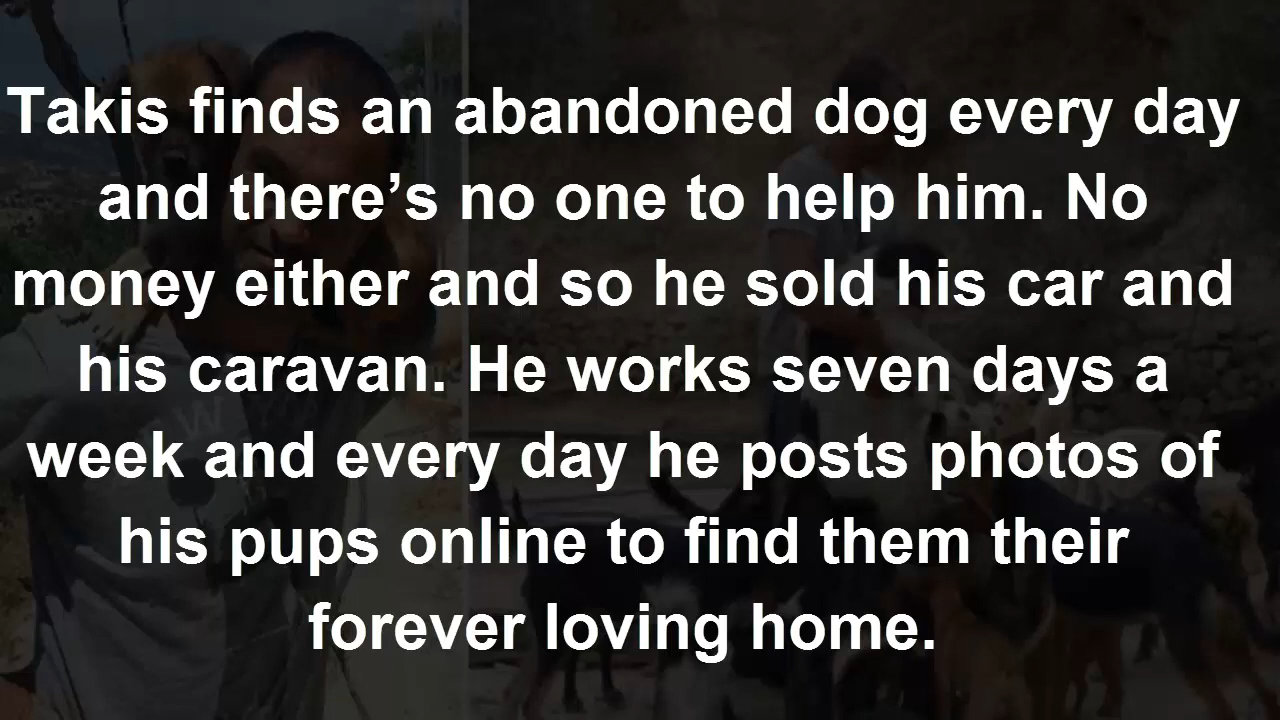 Takis finds an abandoned dog every day
and there’s no one to help him. No
money either and so he sold his car and
his caravan. He works seven days a
week and every day he posts photos of
his pups online to find them their
forever loving home.